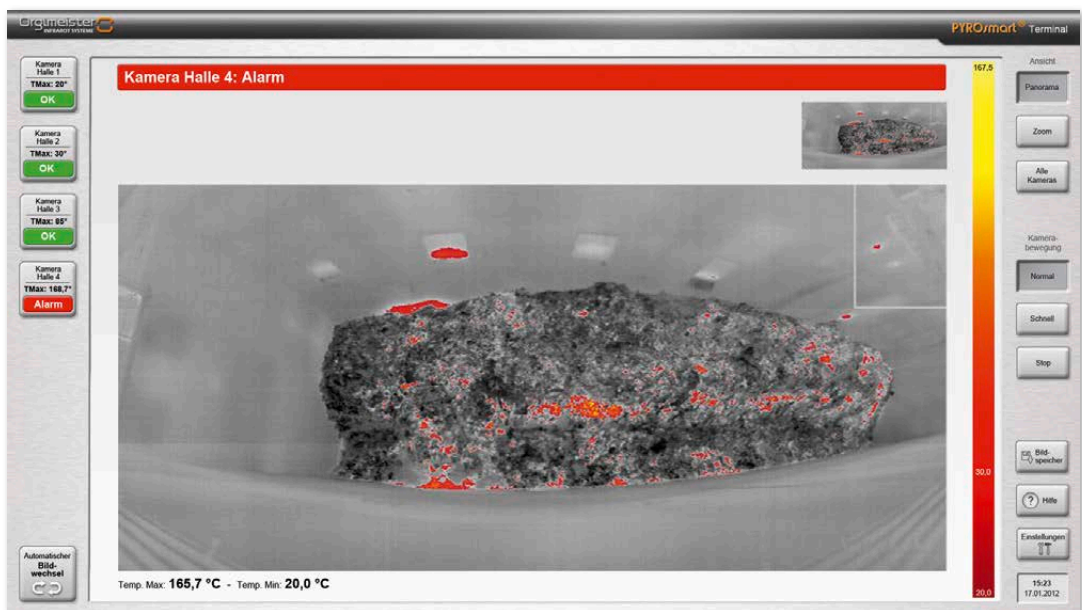 Orglmeister
INFRAROT SYSTEME
PYROsmart® Terminal
Kamera
Halle 1
TMax: 20°
OK
Kamera
Halle 2
TMax: 30°
OK
Kamera
Halle 3
TMax: 85°
OK
Kamera
Halle 4
TMax: 168,7°
Alarm
Automatischer
Bild-
wechsel
Kamera Halle 4: Alarm
Temp. Max: 165,7 °C - Temp. Min: 20,0 °C
167,5
30,0
20,0
Ansicht
Panorama
Zoom
Alle
Kameras
Kamera-
bewegung
Normal
Schnell
Stop
Bild-
speicher
? Hilfe
Einstellungen
15:23
17.01.2012